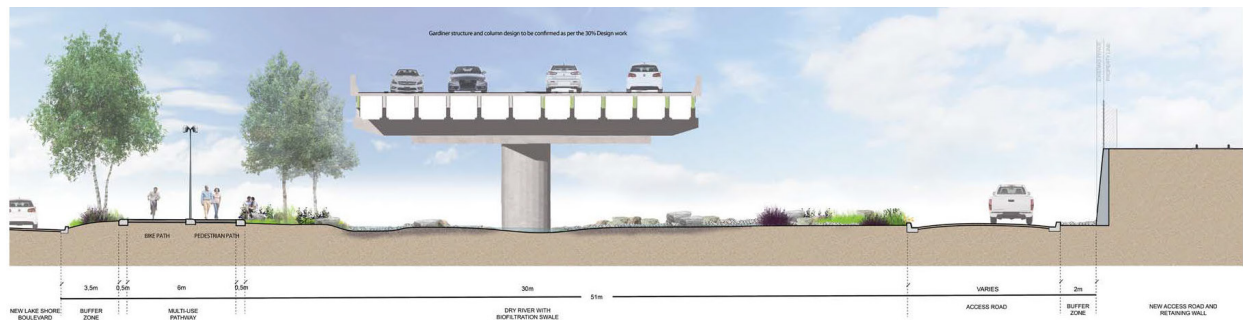 Gardiner structure and column design to be confirmed as per the 30% Design work
BIKE PATH
PEDESTRIAN PATH
3.5m
0.5m
6m
0.5m
30m
VARIES
2m
51m
NEW LAKE SHORE
BOULEVARD
BUFFER
ZONE
MULTI-USE
PATHWAY
DRY RIVER WITH
BIOFILTRATION SWALE
ACCESS ROAD
BUFFER
ZONE
NEW ACCESS ROAD AND
RETAINING WALL